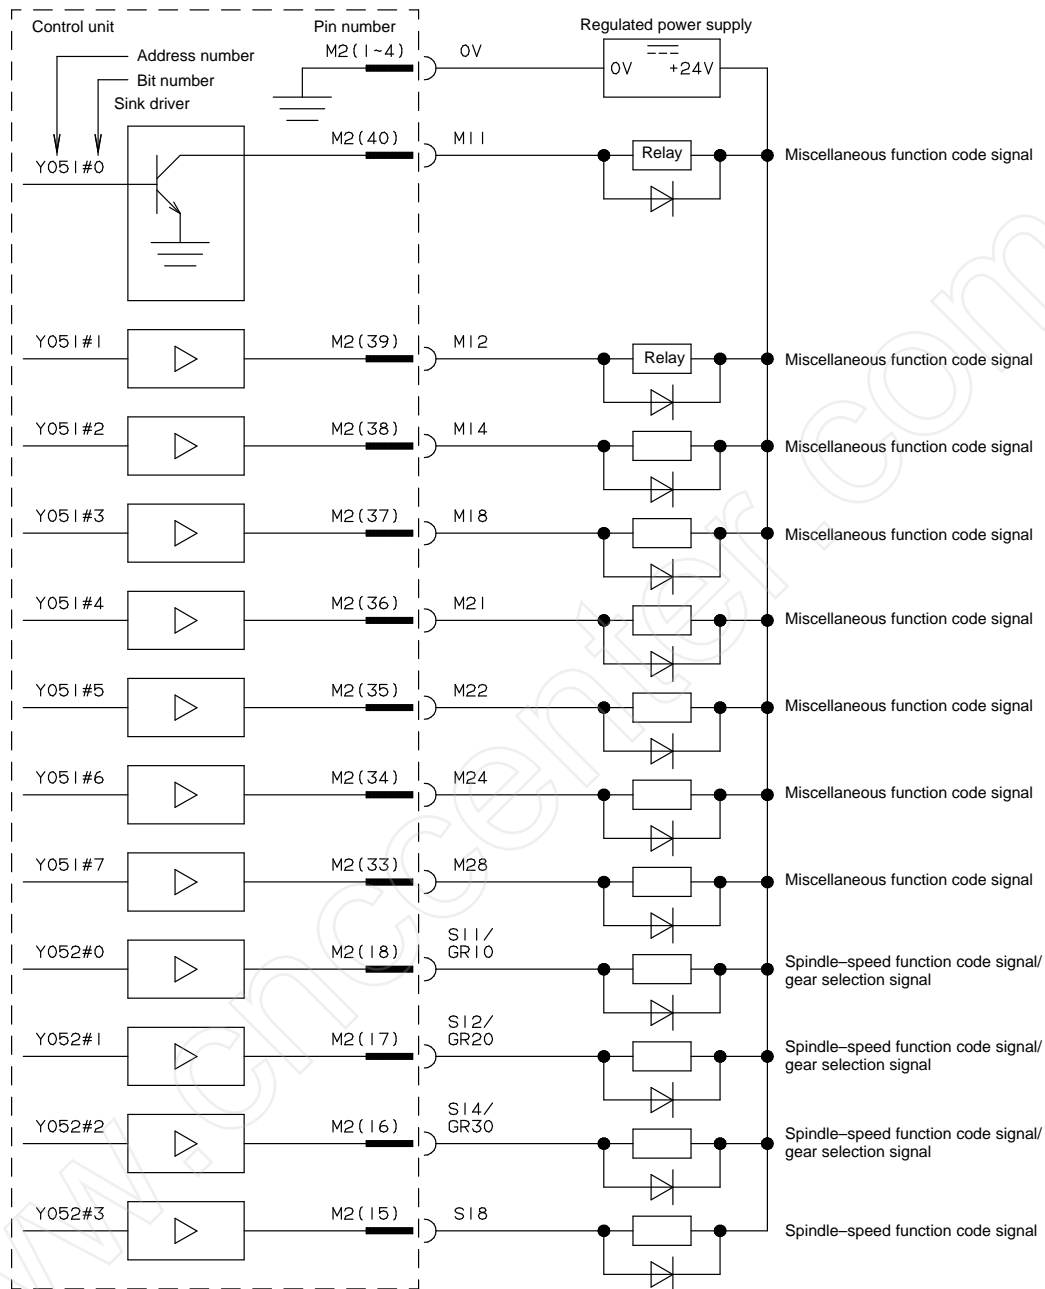 Control unit
Pin number
Regulated power supply
Address number
M2(1~4)
0V
0V
+24V
Bit number
Sink driver
Y051#0
M2(40)
M11
Relay
Miscellaneous function code signal
Y051#1
M2(39)
M12
Relay
Miscellaneous function code signal
Y051#2
M2(38)
M14
Miscellaneous function code signal
Y051#3
M2(37)
M18
Miscellaneous function code signal
Y051#4
M2(36)
M21
Miscellaneous function code signal
Y051#5
M2(35)
M22
Miscellaneous function code signal
Y051#6
M2(34)
M24
Miscellaneous function code signal
Y051#7
M2(33)
M28
Miscellaneous function code signal
Y052#0
M2(18)
S11/
GR10
Spindle–speed function code signal/
gear selection signal
Y052#1
M2(17)
S12/
GR20
Spindle–speed function code signal/
gear selection signal
Y052#2
M2(16)
S14/
GR30
Spindle–speed function code signal/
gear selection signal
Y052#3
M2(15)
S18
Spindle–speed function code signal
www.cnccenter.com